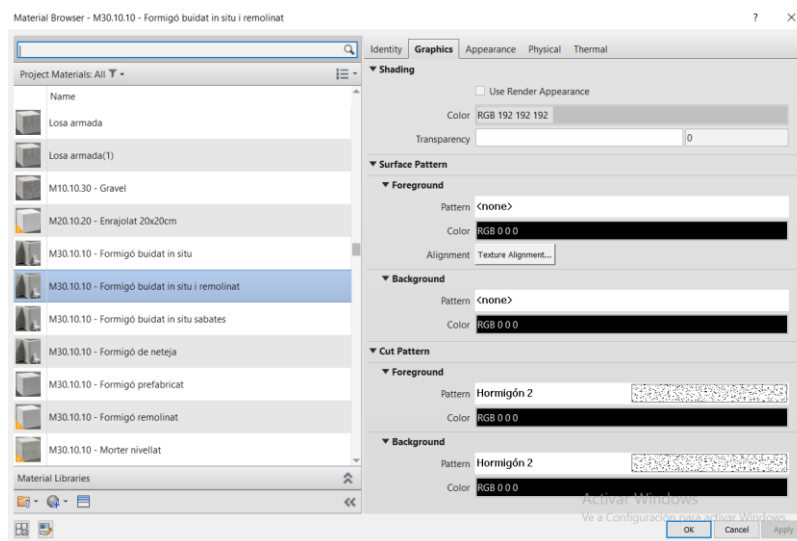 Material Browser - M30.10.10 - Formigó buidat in situ i remolinat
?
Project Materials: All
Name
Losa armada
Losa armada(1)
M10.10.30 - Gravel
M20.10.20 - Enrajolat 20x20cm
M30.10.10 - Formigó buidat in situ
M30.10.10 - Formigó buidat in situ i remolinat
M30.10.10 - Formigó buidat in situ sabates
M30.10.10 - Formigó de neteja
M30.10.10 - Formigó prefabricat
M30.10.10 - Formigó remolinat
M30.10.10 - Morter nivellat
Material Libraries
Identity Graphics Appearance Physical Thermal
Shading
Use Render Appearance
Color RGB 192 192 192
Transparency 0
Surface Pattern
Foreground
Pattern <none>
Color RGB 0 0 0
Alignment Texture Alignment...
Background
Pattern <none>
Color RGB 0 0 0
Cut Pattern
Foreground
Pattern Hormigón 2
Color RGB 0 0 0
Background
Pattern Hormigón 2
Color RGB 0 0 0
Activar Windows
Ve a Configuración para activar Windows.
OK Cancel Apply